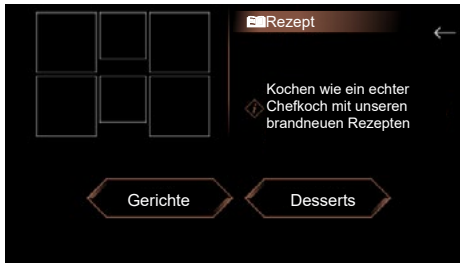 Rezept
Kochen wie ein echter
Chefkoch mit unseren
brandneuen Rezepten
Gerichte
Desserts